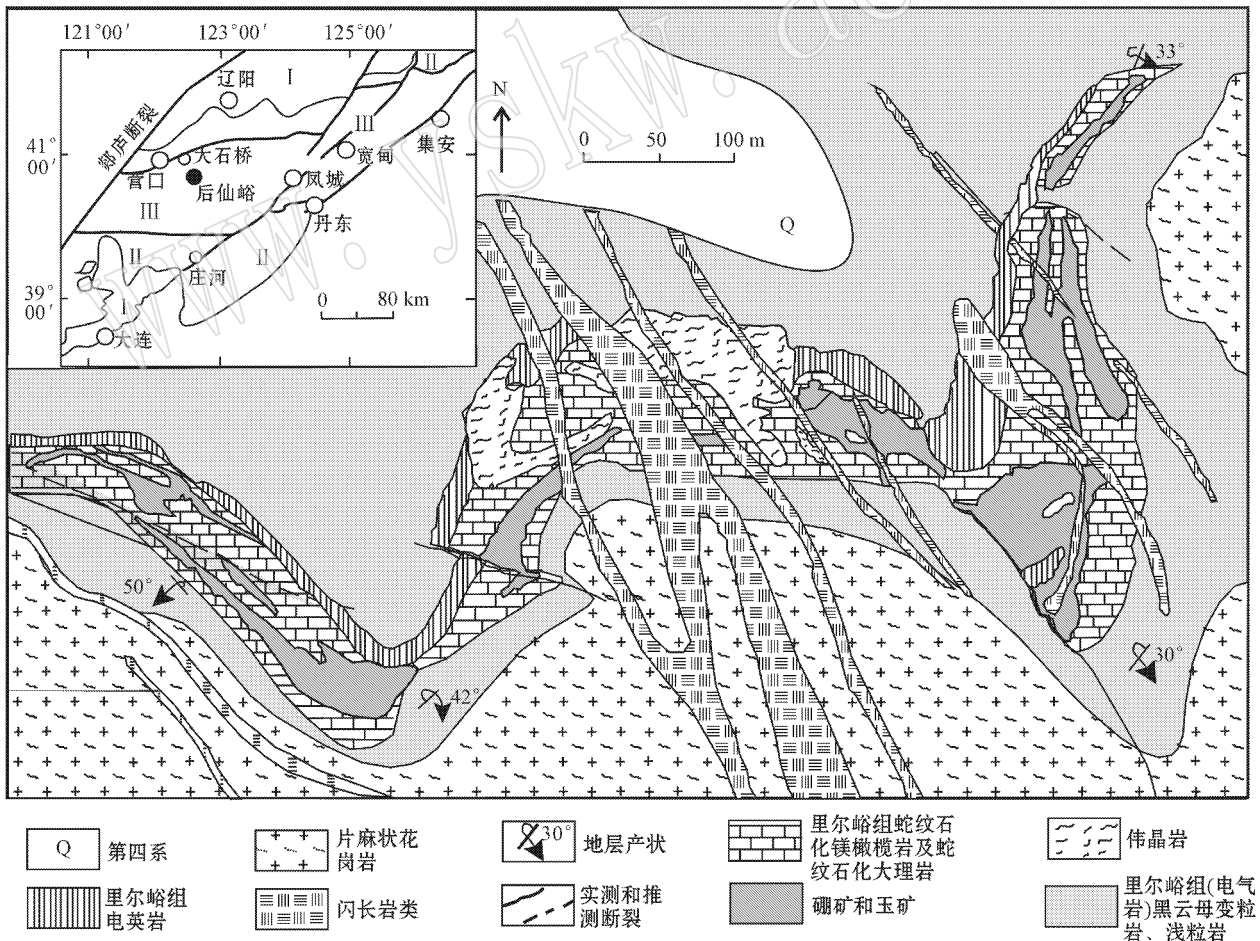 121°00′ 123°00′ 125°00′
辽阳
I
II
郯庐断裂
41°
00′
大石桥
III
宽甸
集安
营口
后仙峪
凤城
III
丹东
II
II
庄河
39°
00′
I
大连
0 80 km
N
0 50 100 m
Q
33°
50°
42°
30°
www.yskw.ac
Q
第四系
片麻状花
岗岩
30°
地层产状
里尔峪组蛇纹石
化镁橄榄岩及蛇
纹石化大理岩
伟晶岩
里尔峪组
电英岩
闪长岩类
实测和推
测断裂
硼矿和玉矿
里尔峪组(电气
岩)黑云母变粒
岩、浅粒岩